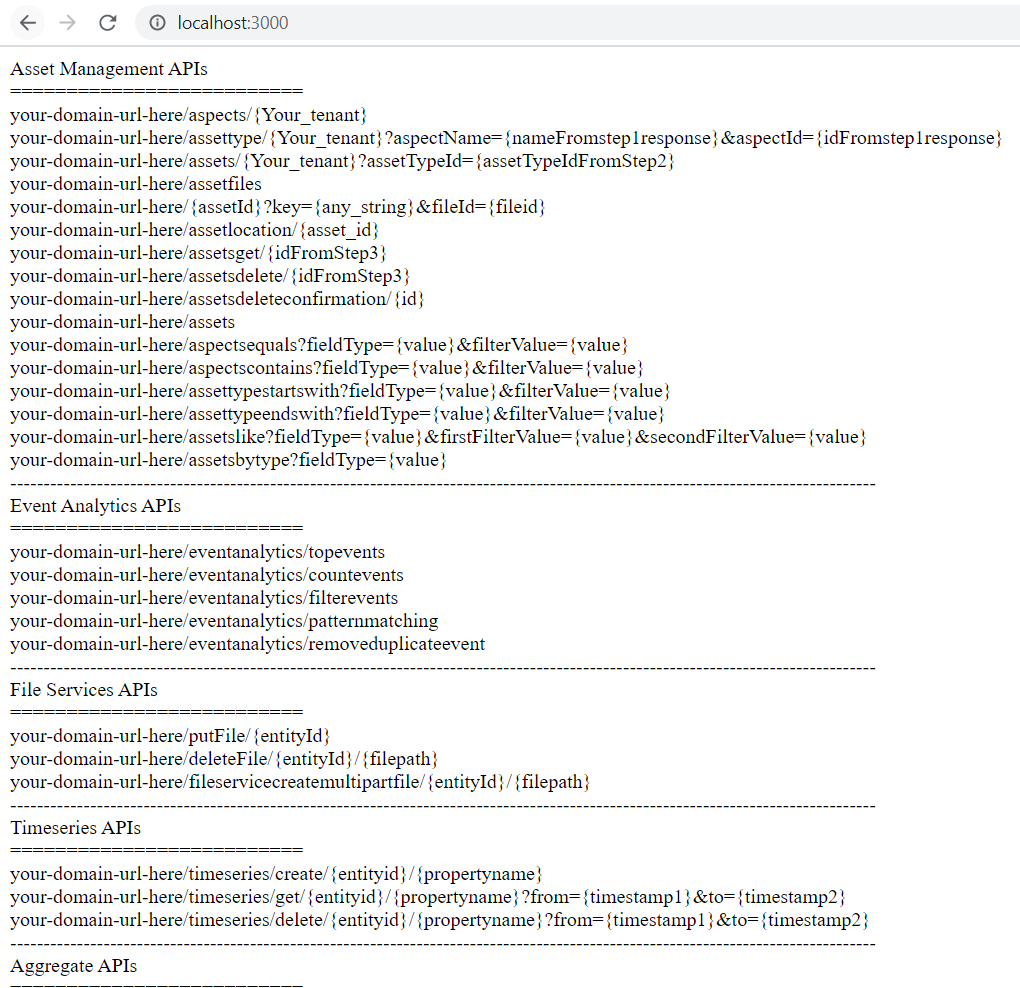 localhost:3000
Asset Management APIs
==========================
your-domain-url-here/aspects/{Your_tenant}
your-domain-url-here/assettype/{Your_tenant}?aspectName={nameFromstep1response}&aspectId={idFromstep1response}
your-domain-url-here/assets/{Your_tenant}?assetTypeId={assetTypeIdFromStep2}
your-domain-url-here/assetfiles
your-domain-url-here/{assetId}?key={any_string}&fileId={fileid}
your-domain-url-here/assetlocation/{asset_id}
your-domain-url-here/assetsget/{idFromStep3}
your-domain-url-here/assetsdelete/{idFromStep3}
your-domain-url-here/assetsdeleteconfirmation/{id}
your-domain-url-here/assets
your-domain-url-here/aspectsequals?fieldType={value}&filterValue={value}
your-domain-url-here/aspectscontains?fieldType={value}&filterValue={value}
your-domain-url-here/assettypestartswith?fieldType={value}&filterValue={value}
your-domain-url-here/assettypeendswith?fieldType={value}&filterValue={value}
your-domain-url-here/assetslike?fieldType={value}&firstFilterValue={value}&secondFilterValue={value}
your-domain-url-here/assetsbytype?fieldType={value}
----------------------------------------------------------------------------------------------------------------------------------
Event Analytics APIs
==========================
your-domain-url-here/eventanalytics/topevents
your-domain-url-here/eventanalytics/countevents
your-domain-url-here/eventanalytics/filterevents
your-domain-url-here/eventanalytics/patternmatching
your-domain-url-here/eventanalytics/removeduplicateevent
----------------------------------------------------------------------------------------------------------------------------------
File Services APIs
==========================
your-domain-url-here/putFile/{entityId}
your-domain-url-here/deleteFile/{entityId}/{filepath}
your-domain-url-here/fileservicecreatemultipartfile/{entityId}/{filepath}
----------------------------------------------------------------------------------------------------------------------------------
Timeseries APIs
==========================
your-domain-url-here/timeseries/create/{entityid}/{propertyname}
your-domain-url-here/timeseries/get/{entityid}/{propertyname}?from={timestamp1}&to={timestamp2}
your-domain-url-here/timeseries/delete/{entityid}/{propertyname}?from={timestamp1}&to={timestamp2}
----------------------------------------------------------------------------------------------------------------------------------
Aggregate APIs
==========================